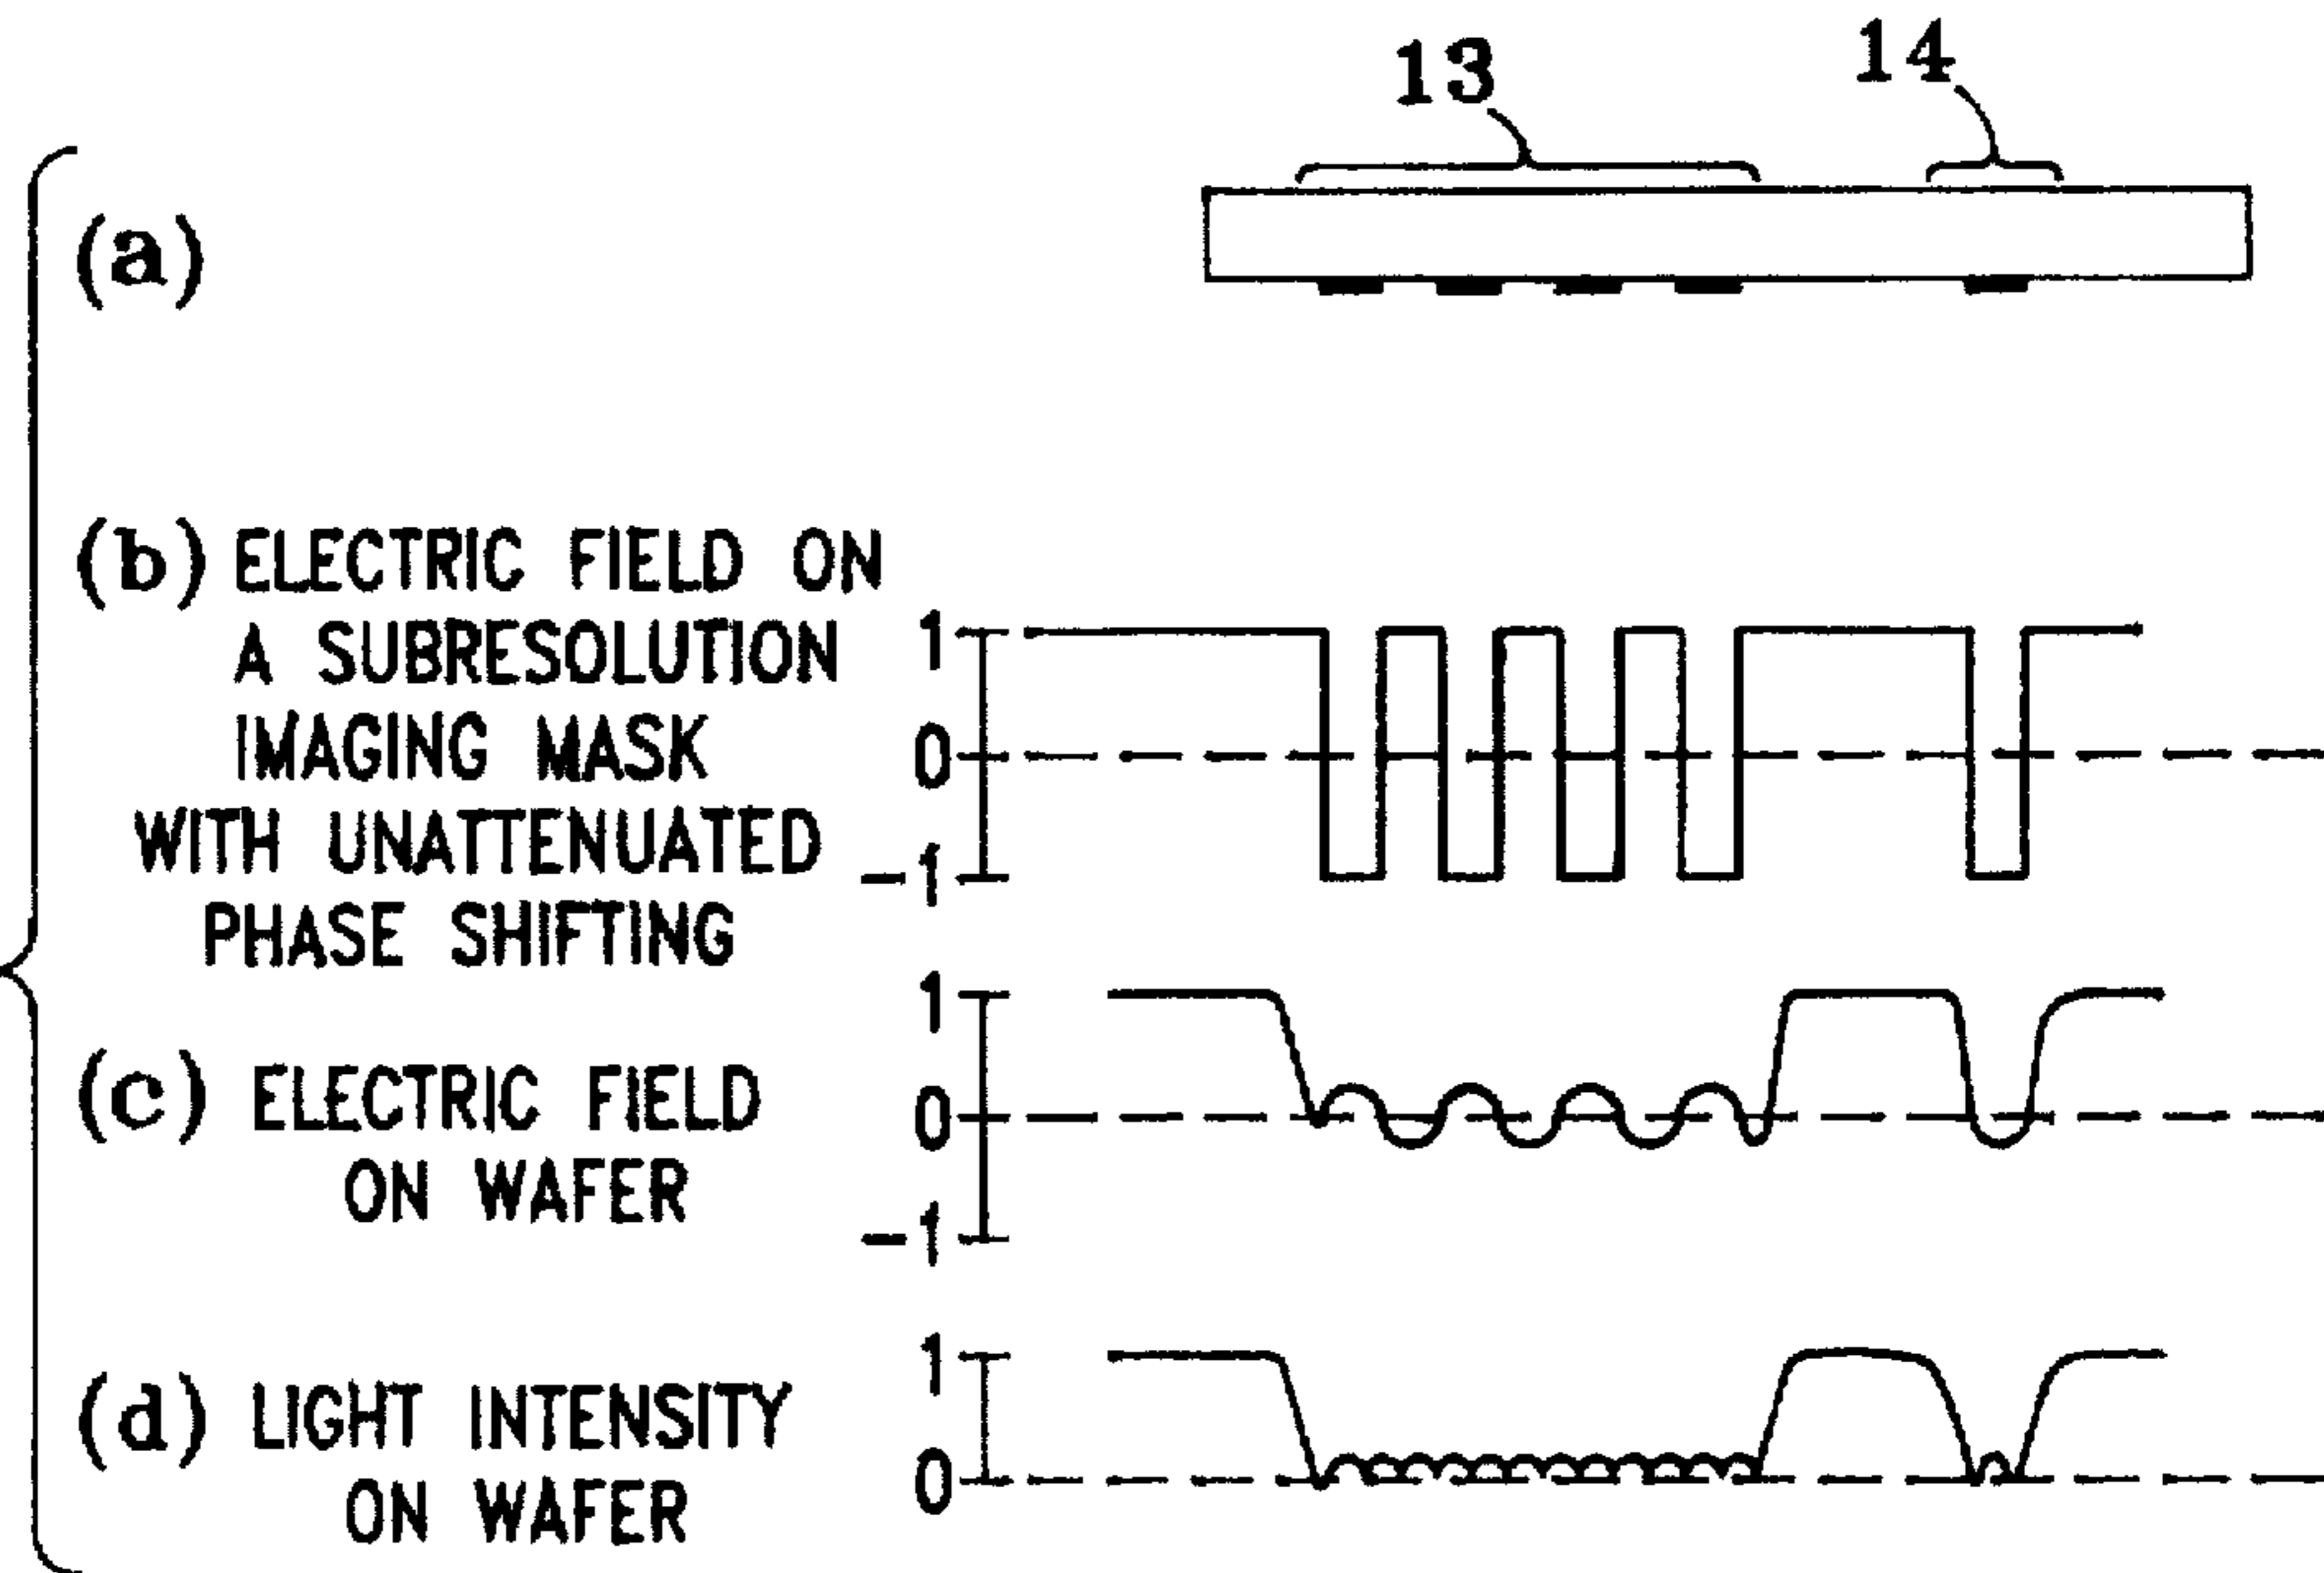 13
14
(a)
(b) ELECTRIC FIELD ON
A SUBRESOLUTION
IMAGING MASK
WITH UNATTENUATED
PHASE SHIFTING
1
0
-1
(c) ELECTRIC FIELD
ON WAFER
1
0
-1
(d) LIGHT INTENSITY
ON WAFER
1
0